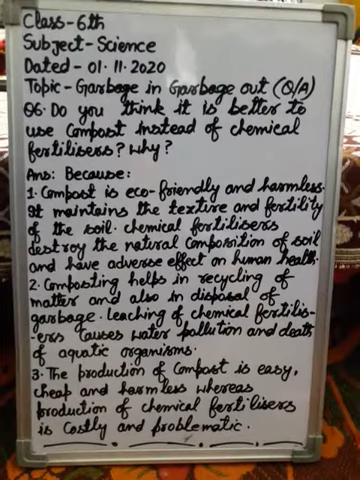 Class-6th
Subject-Science
Dated-01.11.2020
Topic-Garbage in Garbage out (Q/A)
Q6. Do you think it is better to
use Compost instead of chemical
fertilisers? Why?
Ans: Because:
1. Compost is eco-friendly and harmless.
It maintains the texture and fertility
of the soil. chemical fertilisers
destroy the natural Composition of soil
and have adverse effect on human health.
2. Composting helps in recycling of
matter and also in disposal of
garbage. leaching of chemical fertilis-
-ers causes water pollution and death
of aquatic organisms.
3. The production of Compost is easy,
cheap and harmless whereas
production of chemical fertilisers
is Costly and problematic.